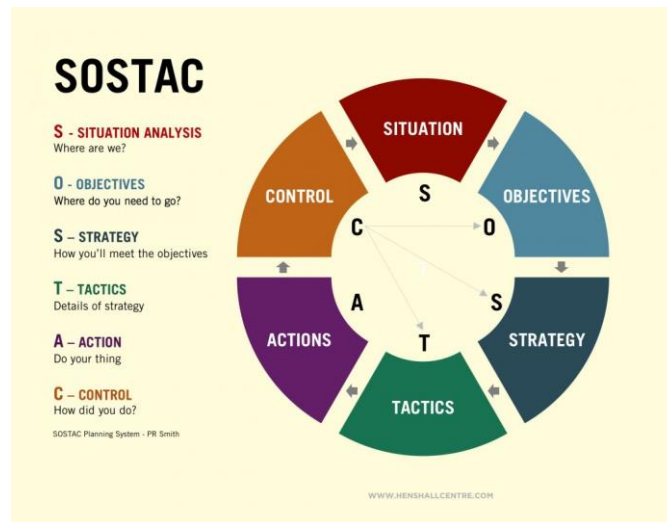 SOSTAC
S - SITUATION ANALYSIS
Where are we?
O - OBJECTIVES
Where do you need to go?
S – STRATEGY
How you'll meet the objectives
T – TACTICS
Details of strategy
A – ACTION
Do your thing
C – CONTROL
How did you do?
SOSTAC Planning System - PR Smith
SITUATION
OBJECTIVES
STRATEGY
TACTICS
ACTIONS
CONTROL
S
O
S
T
A
C
WWW.HENSHALLCENTRE.COM